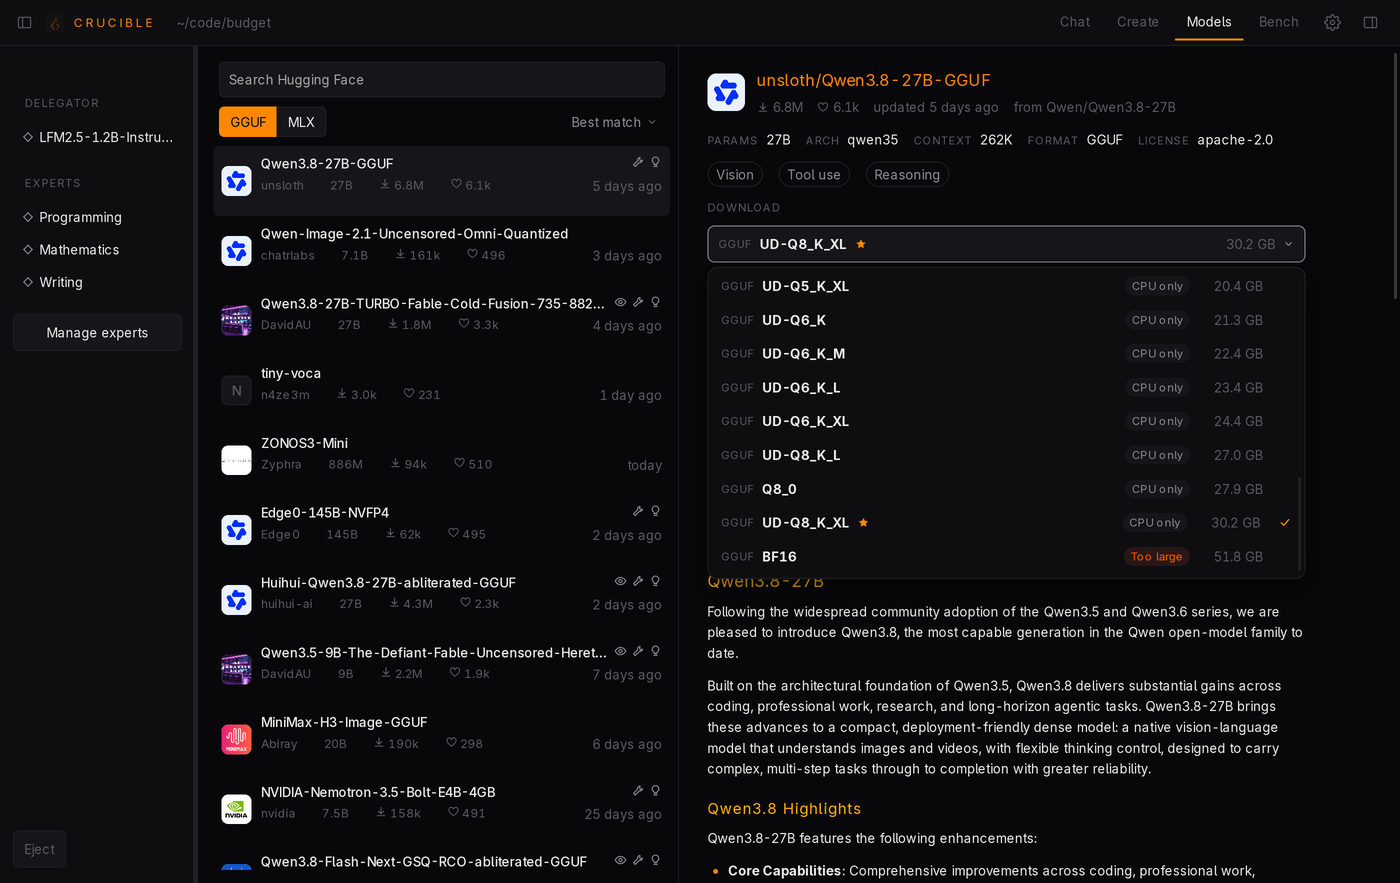 CRUCIBLE ~/code/budget Chat Create Models Bench
DELEGATOR
LFM2.5-1.2B-Instru...
EXPERTS
Programming
Mathematics
Writing
Manage experts
Eject
Search Hugging Face
GGUF MLX Best match
Qwen3.8-27B-GGUF
unsloth 27B 6.8M 6.1k 5 days ago
Qwen-Image-2.1-Uncensored-Omni-Quantized
chatrlabs 7.1B 161k 496 3 days ago
Qwen3.8-27B-TURBO-Fable-Cold-Fusion-735-882...
DavidAU 27B 1.8M 3.3k 4 days ago
N
tiny-voca
n4ze3m 3.0k 231 1 day ago
ZONOS3-Mini
Zyphra 886M 94k 510 today
Edge0-145B-NVFP4
Edge0 145B 62k 495 2 days ago
Huihui-Qwen3.8-27B-abliterated-GGUF
huihui-ai 27B 4.3M 2.3k 2 days ago
Qwen3.5-9B-The-Defiant-Fable-Uncensored-Heret...
DavidAU 9B 2.2M 1.9k 7 days ago
MINIMAX
MiniMax-H3-Image-GGUF
Abiray 20B 190k 298 6 days ago
NVIDIA
NVIDIA-Nemotron-3.5-Bolt-E4B-4GB
nvidia 7.5B 158k 491 25 days ago
Qwen3.8-Flash-Next-GSQ-RCO-abliterated-GGUF
unsloth/Qwen3.8-27B-GGUF
6.8M 6.1k updated 5 days ago from Qwen/Qwen3.8-27B
PARAMS 27B ARCH qwen35 CONTEXT 262K FORMAT GGUF LICENSE apache-2.0
Vision Tool use Reasoning
DOWNLOAD
GGUF UD-Q8_K_XL 30.2 GB
GGUF UD-Q5_K_XL CPU only 20.4 GB
GGUF UD-Q6_K CPU only 21.3 GB
GGUF UD-Q6_K_M CPU only 22.4 GB
GGUF UD-Q6_K_L CPU only 23.4 GB
GGUF UD-Q6_K_XL CPU only 24.4 GB
GGUF UD-Q8_K_L CPU only 27.0 GB
GGUF Q8_0 CPU only 27.9 GB
GGUF UD-Q8_K_XL CPU only 30.2 GB
GGUF BF16 Too large 51.8 GB
Qwen3.8-27B
Following the widespread community adoption of the Qwen3.5 and Qwen3.6 series, we are
pleased to introduce Qwen3.8, the most capable generation in the Qwen open-model family to
date.
Built on the architectural foundation of Qwen3.5, Qwen3.8 delivers substantial gains across
coding, professional work, research, and long-horizon agentic tasks. Qwen3.8-27B brings
these advances to a compact, deployment-friendly dense model: a native vision-language
model that understands images and videos, with flexible thinking control, designed to carry
complex, multi-step tasks through to completion with greater reliability.
Qwen3.8 Highlights
Qwen3.8-27B features the following enhancements:
• Core Capabilities: Comprehensive improvements across coding, professional work,